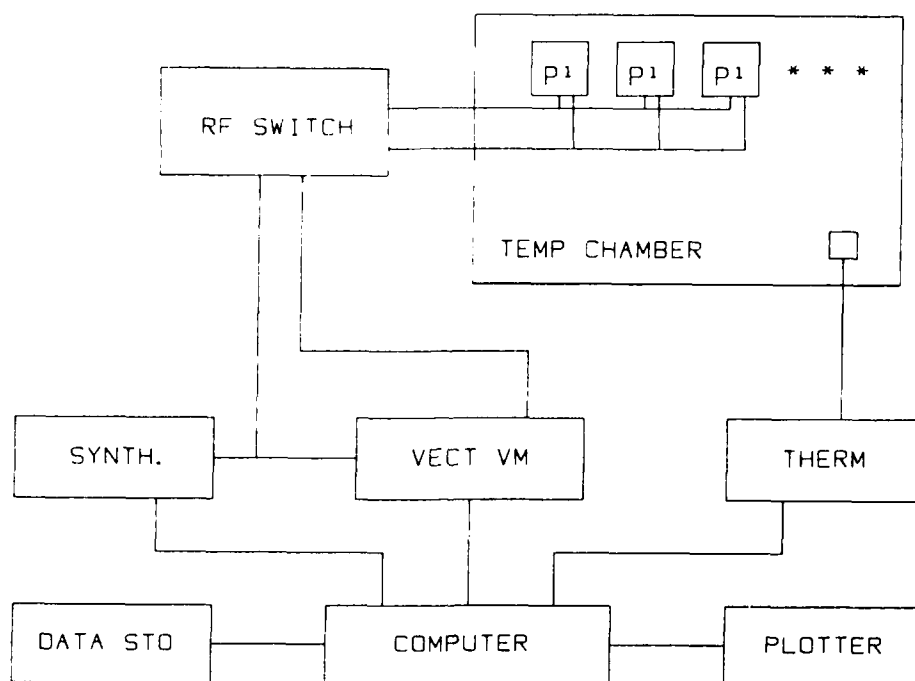 P1 P1 P1 * * *
RF SWITCH
TEMP CHAMBER
SYNTH. VECT VM THERM
DATA STO COMPUTER PLOTTER